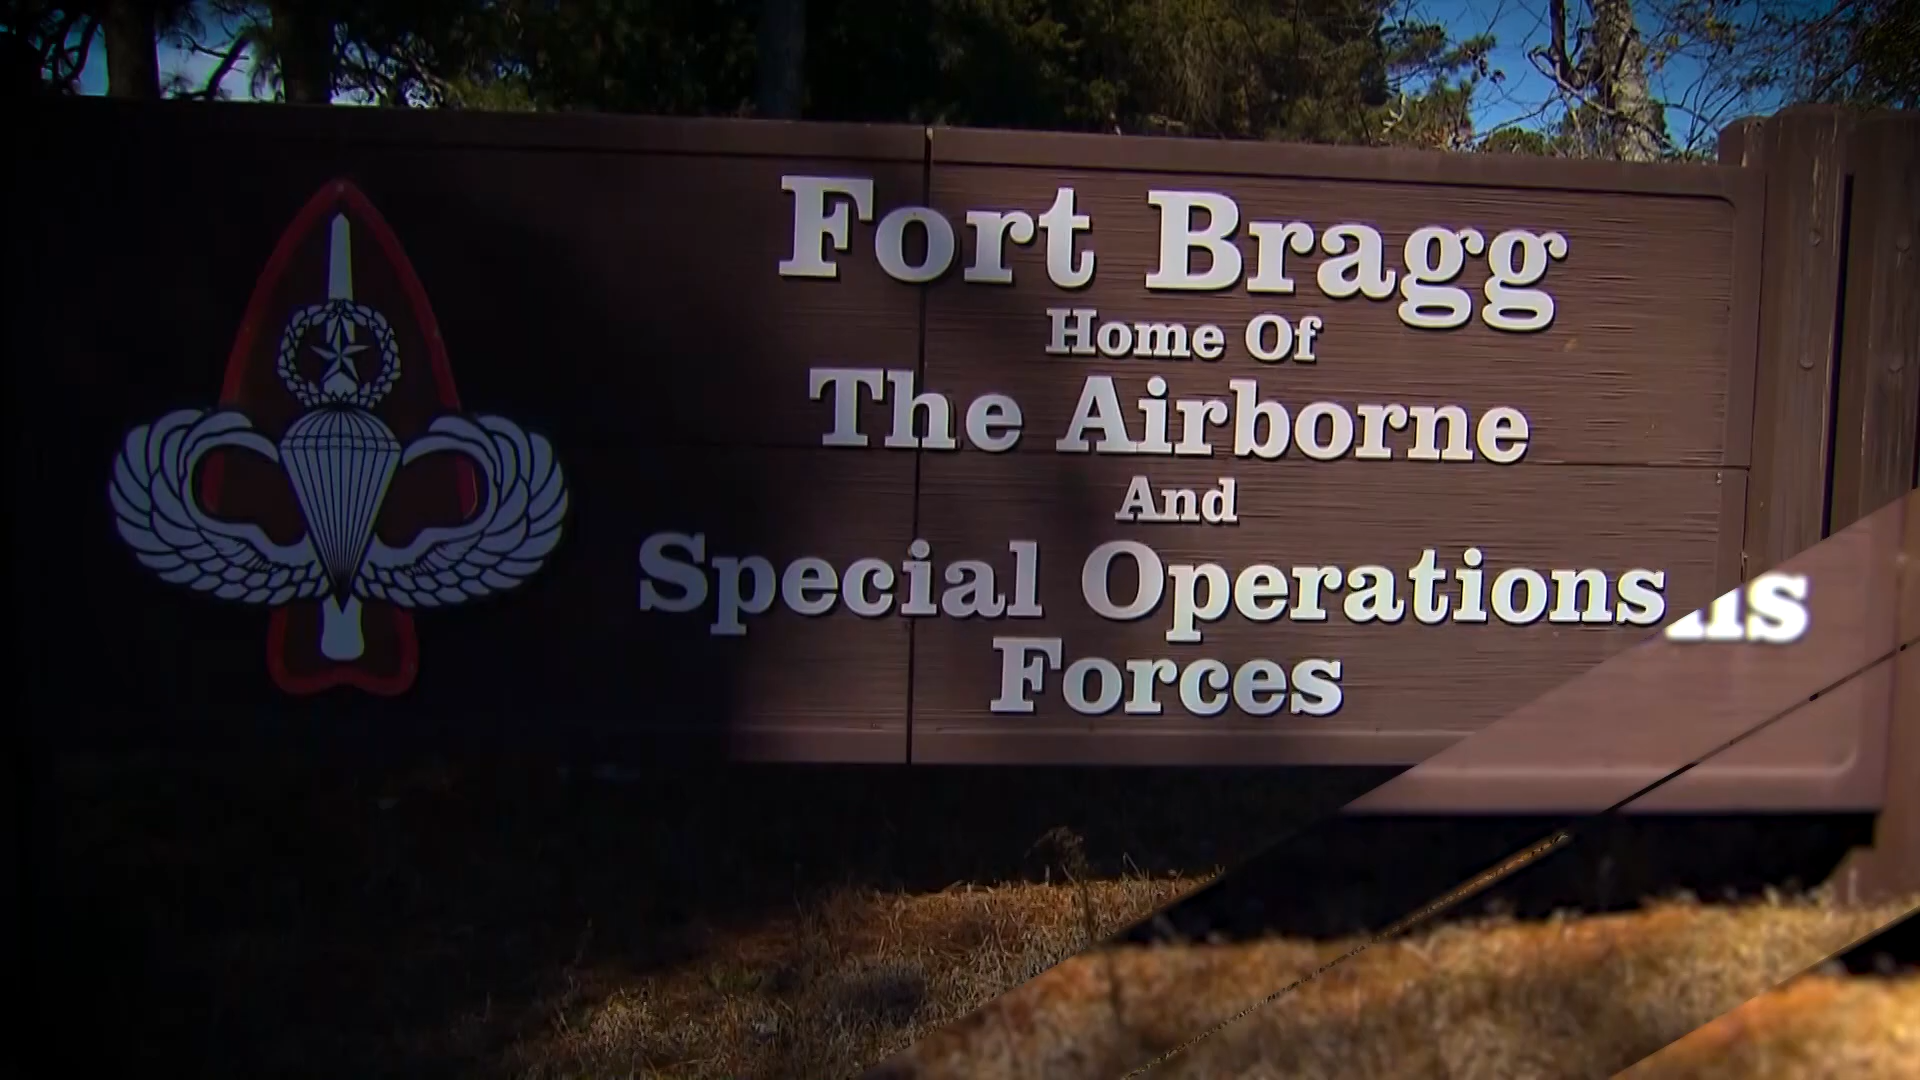 Fort Bragg
Home Of
The Airborne
And
Special Operations
Forces